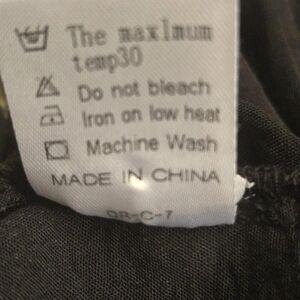 The maxlmum
temp30
Do not bleach
Iron on low heat
Machine Wash
MADE IN CHINA